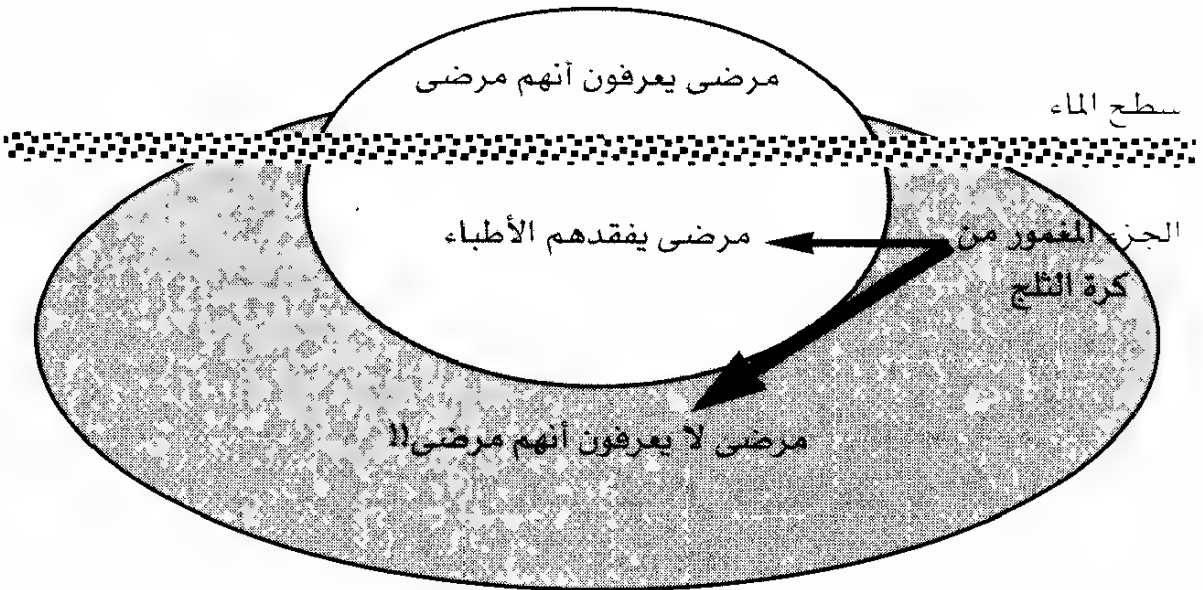 مرضى يعرفون أنهم مرضى
سطح الماء
الجزء المغمور من
كرة الثلج
مرضى يفقدهم الأطباء
مرضى لا يعرفون أنهم مرضى!!